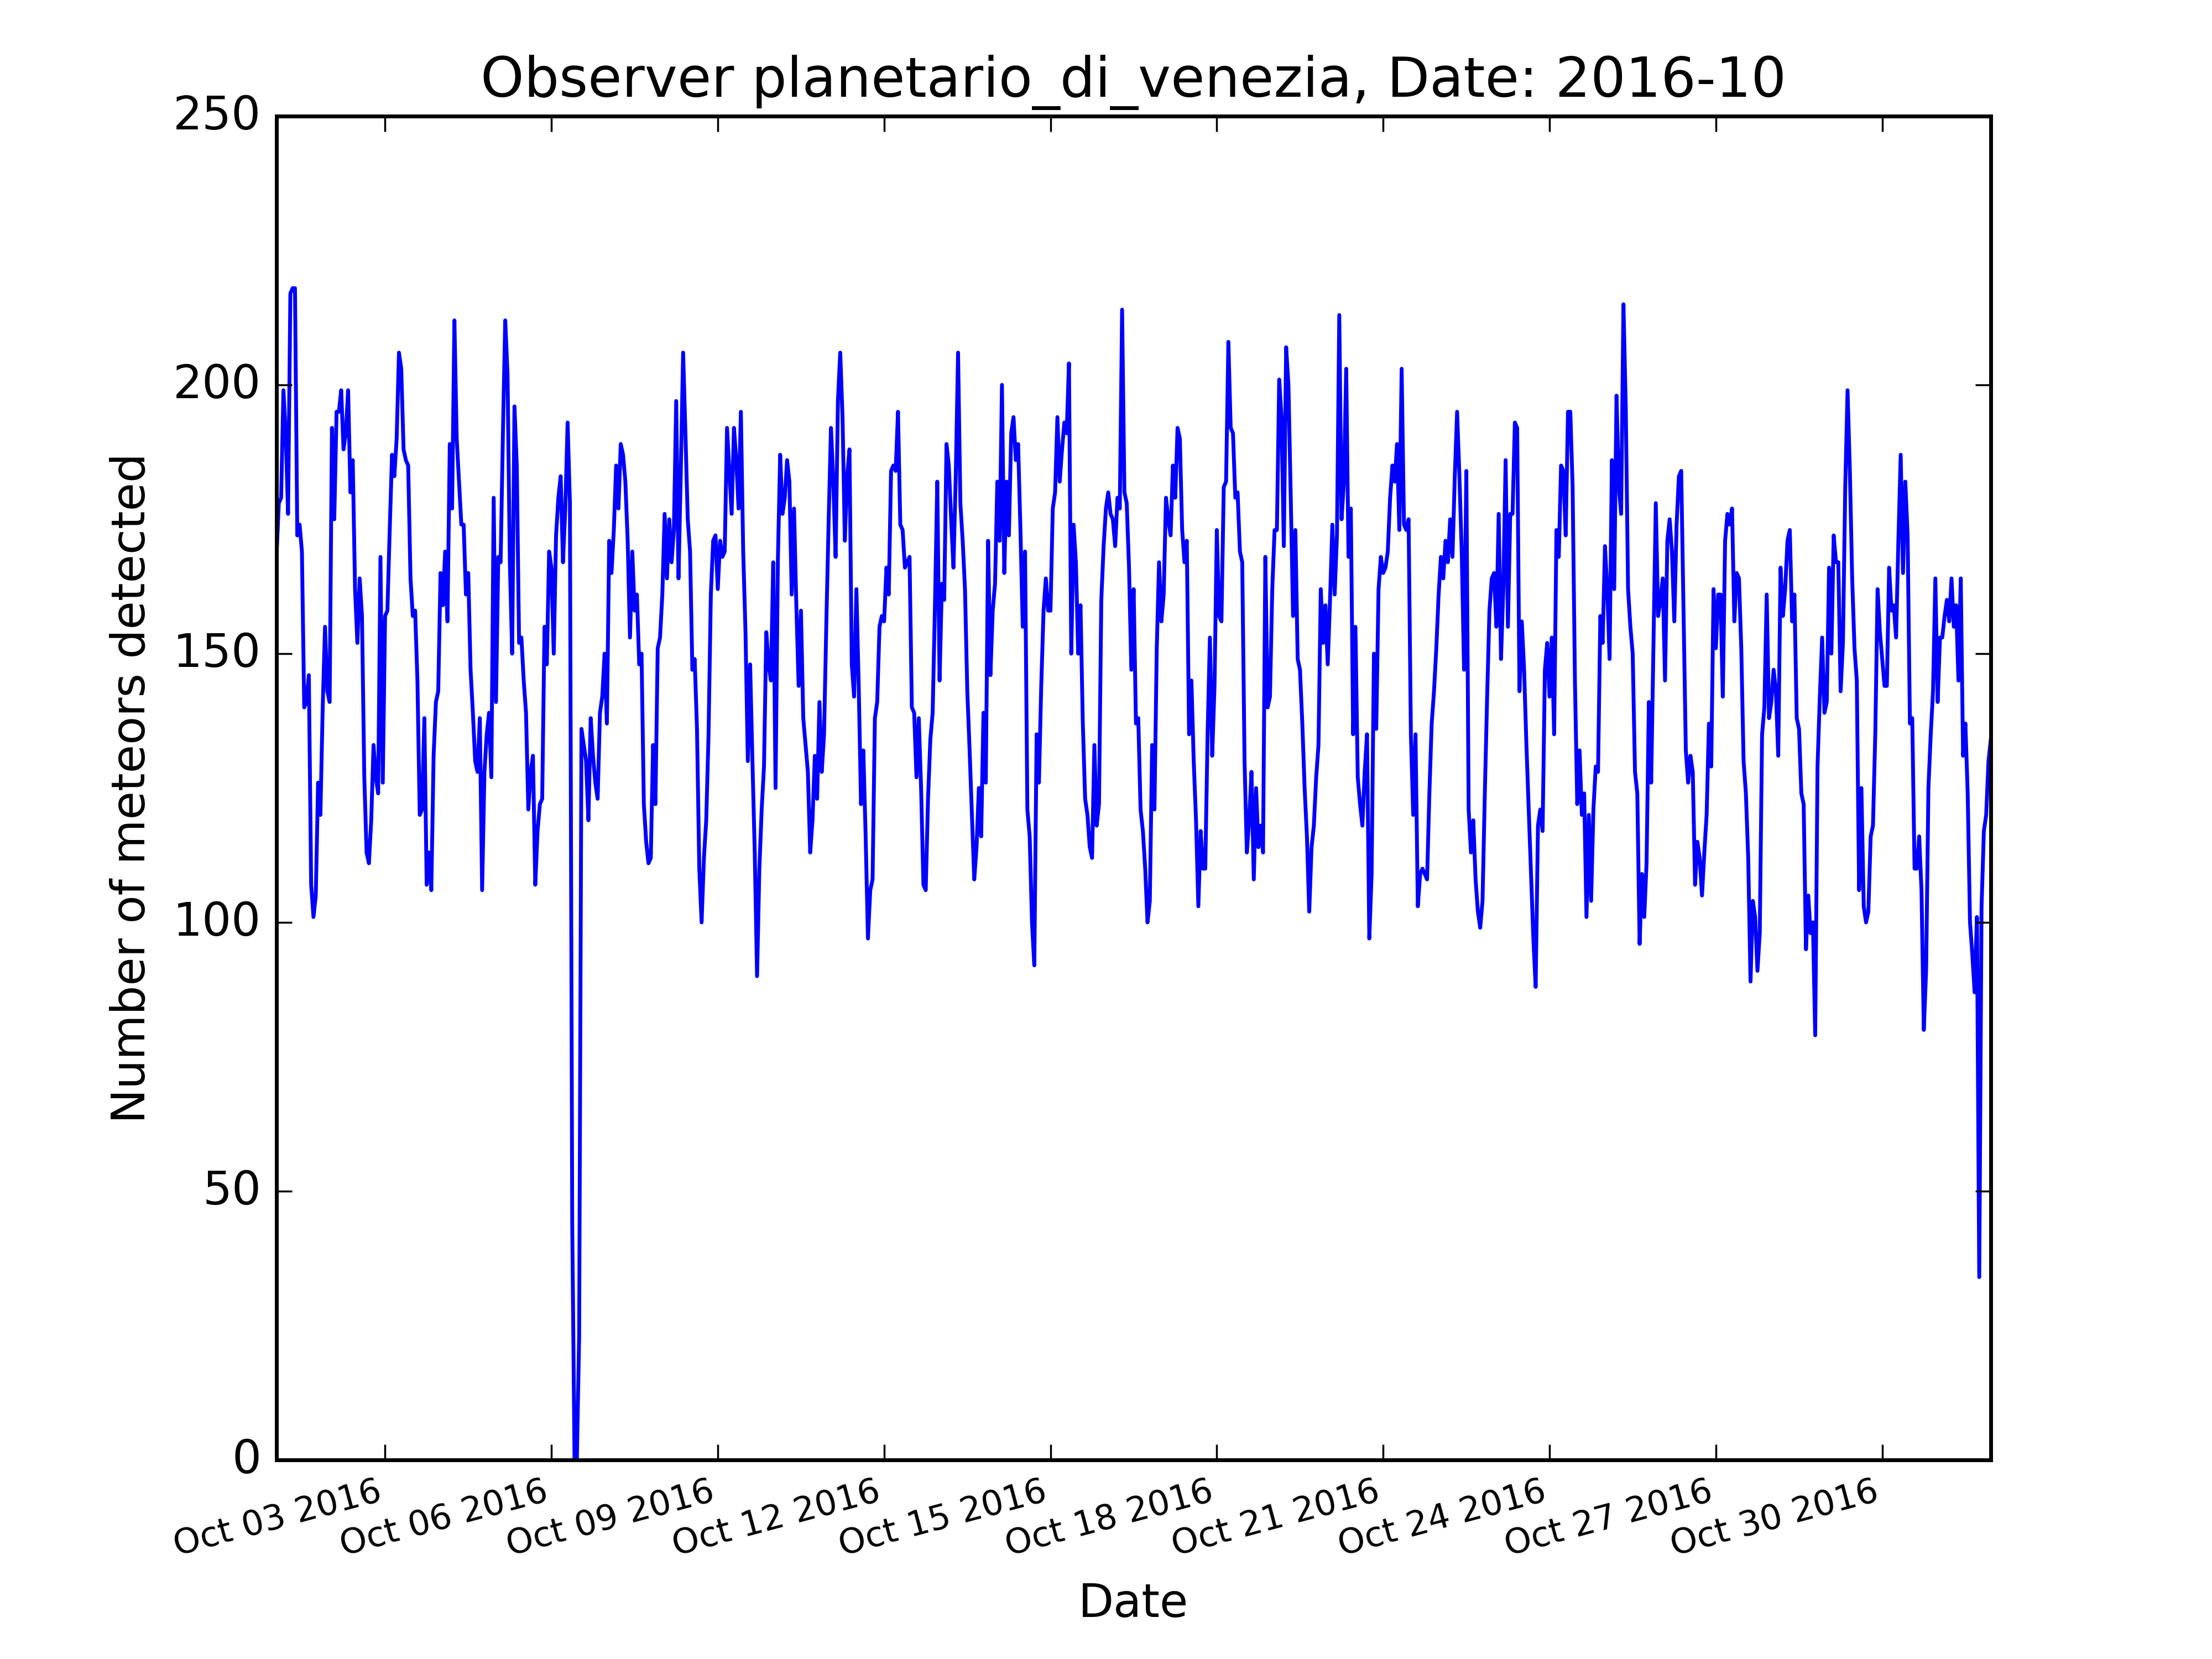 Observer planetario_di_venezia, Date: 2016-10
250
200
150
100
50
0
Number of meteors detected
Oct 03 2016
Oct 06 2016
Oct 09 2016
Oct 12 2016
Oct 15 2016
Oct 18 2016
Oct 21 2016
Oct 24 2016
Oct 27 2016
Oct 30 2016
Date